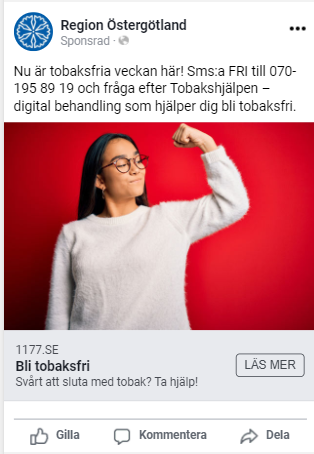 Region Östergötland
Sponsrad ·
Nu är tobaksfria veckan här! Sms:a FRI till 070-
195 89 19 och fråga efter Tobakshjälpen –
digital behandling som hjälper dig bli tobaksfri.
1177.SE
Bli tobaksfri
Svårt att sluta med tobak? Ta hjälp!
LÄS MER
Gilla
Kommentera
Dela